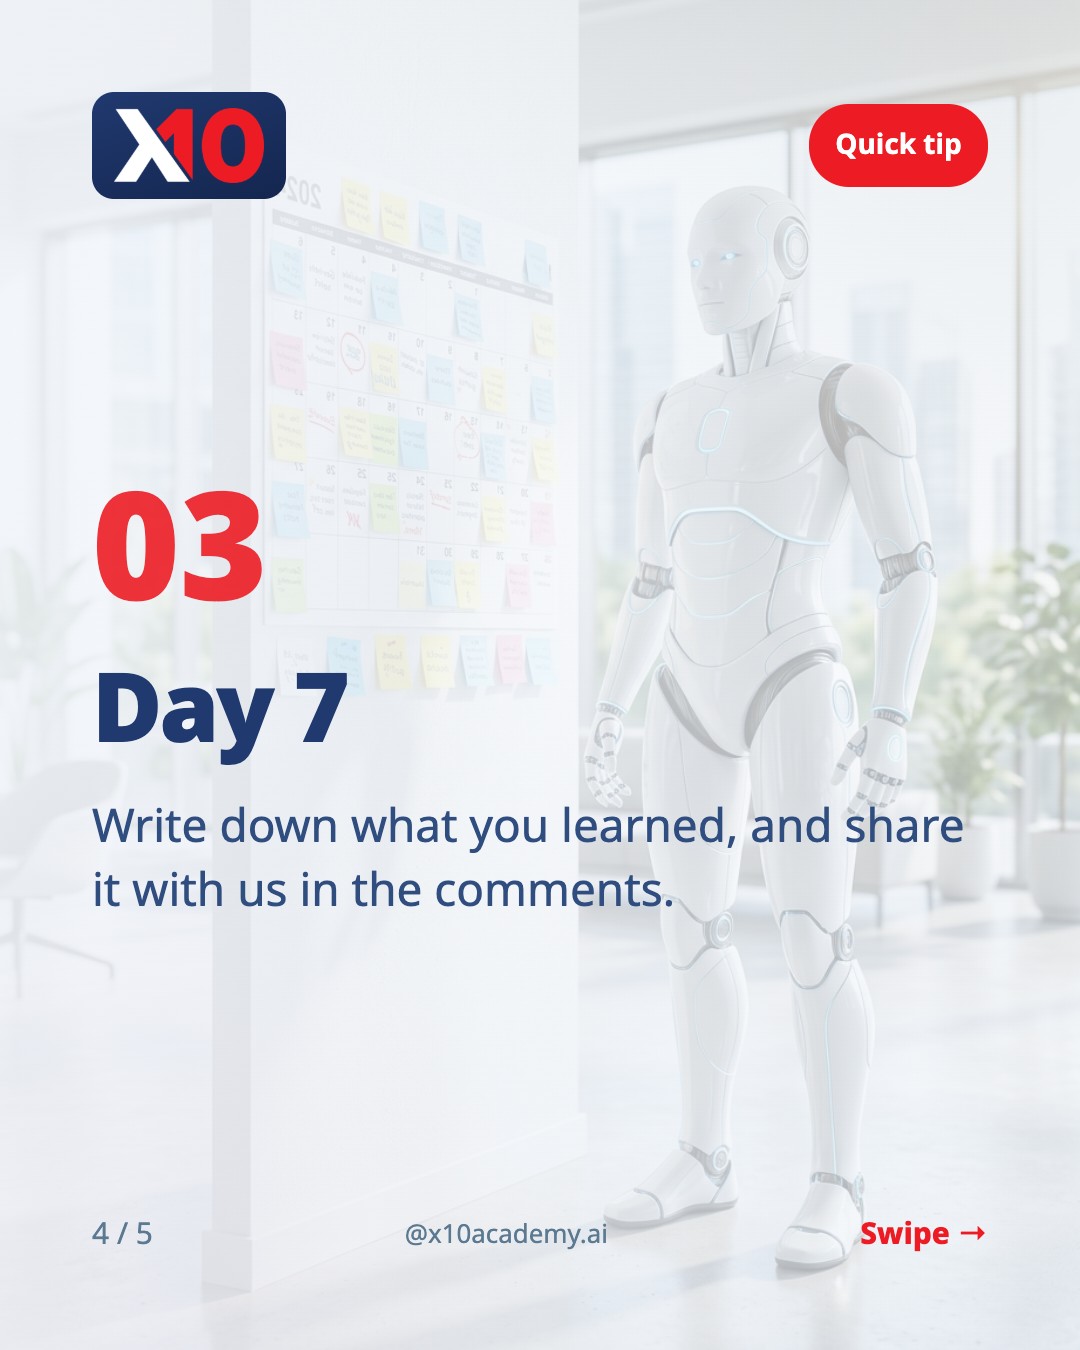 X10
Quick tip
03
Day 7
Write down what you learned, and share
it with us in the comments.
4 / 5
@x10academy.ai
Swipe →